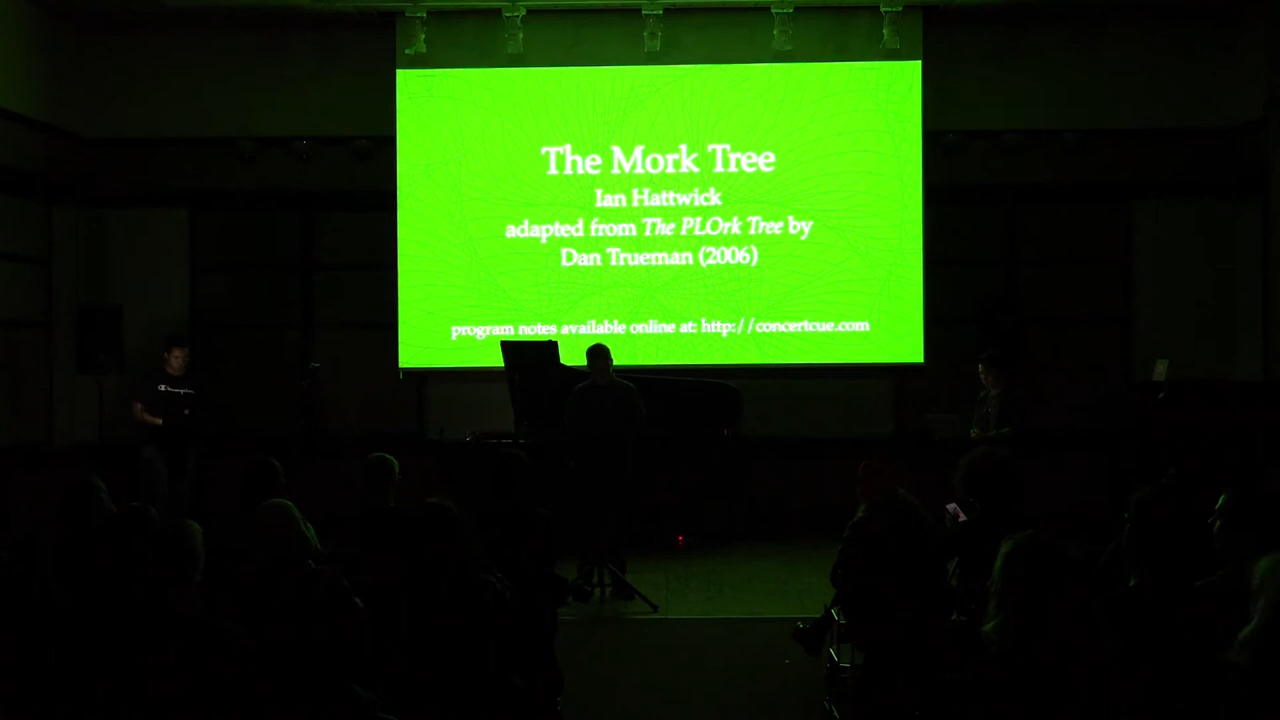 The Mork Tree
Ian Hattwick
adapted from The PLOrk Tree by
Dan Trueman (2006)
program notes available online at: http://concertcue.com
Champion